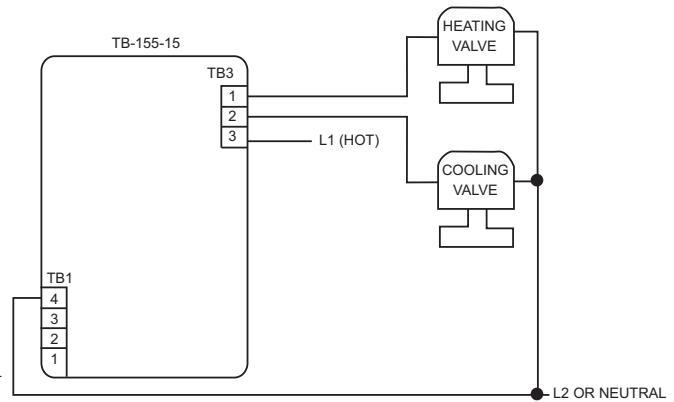 TB-155-15
TB3
1
2
3
L1 (HOT)
HEATING
VALVE
COOLING
VALVE
TB1
4
3
2
1
L2 OR NEUTRAL